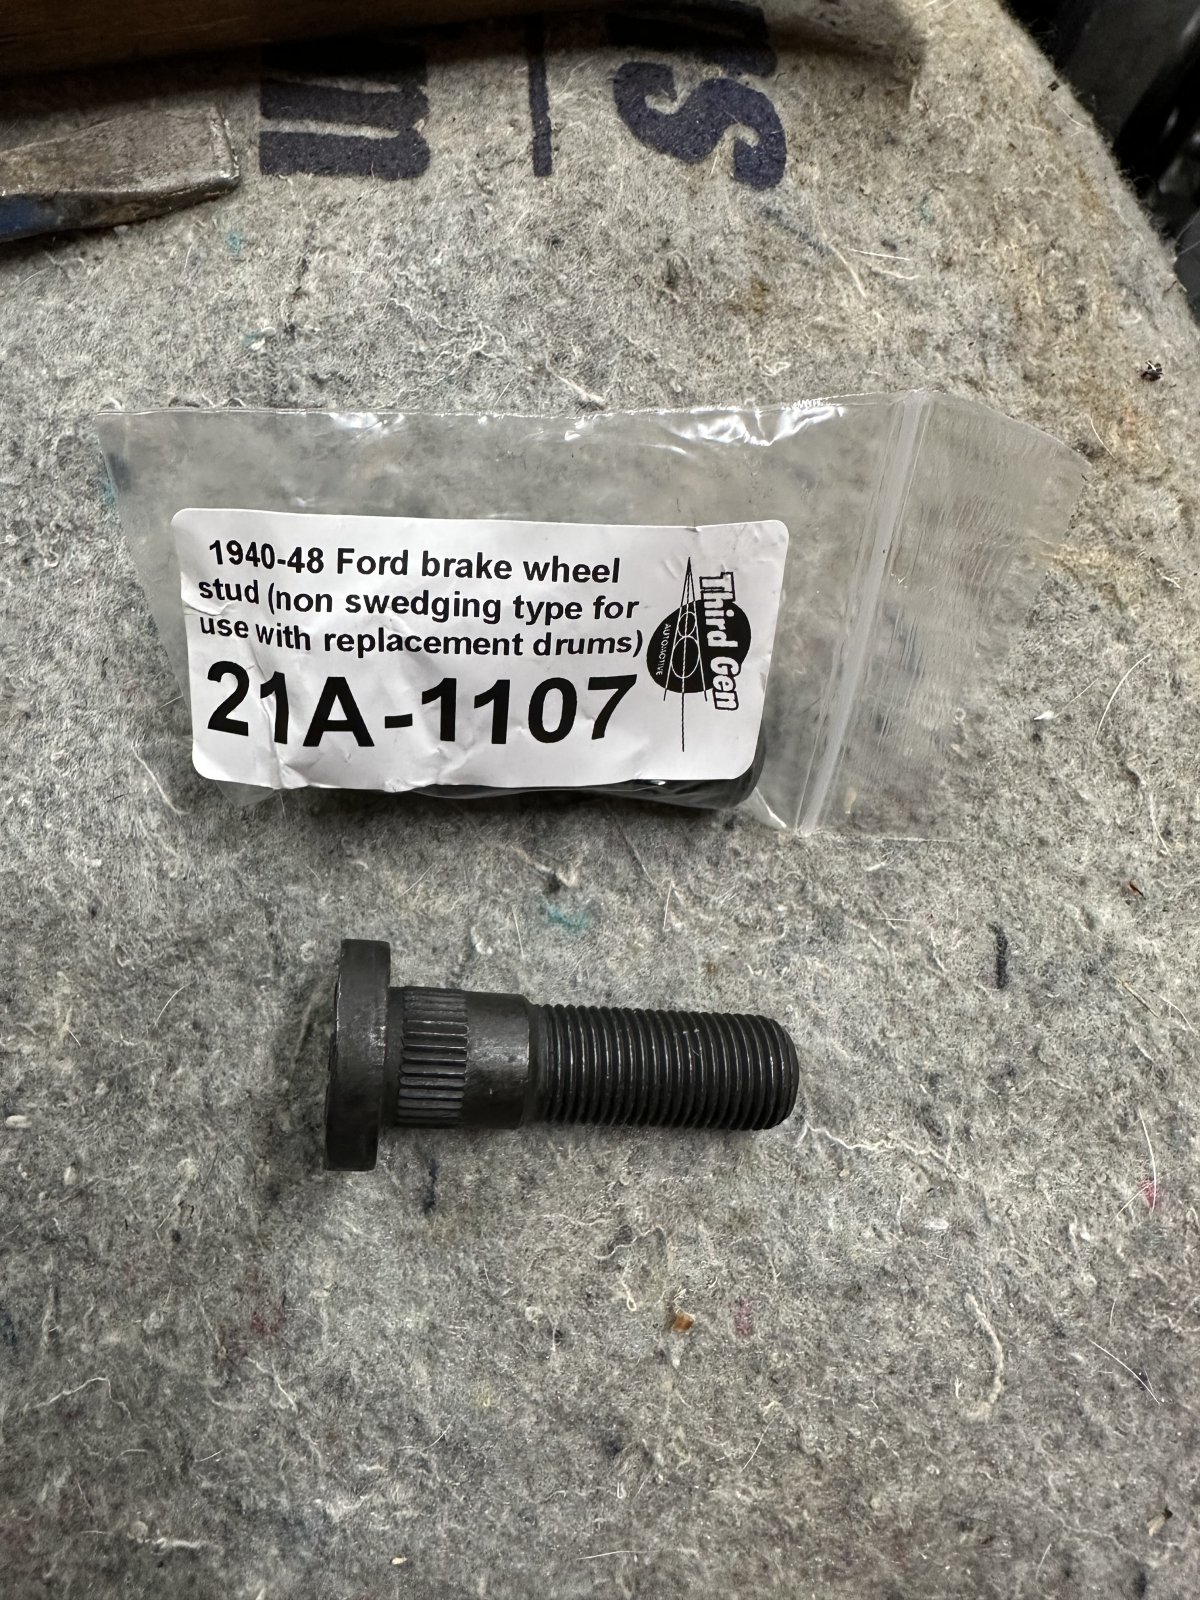 1940-48 Ford brake wheel
stud (non swedging type for
use with replacement drums)
21A-1107
Third Gen
AUTOMOTIVE